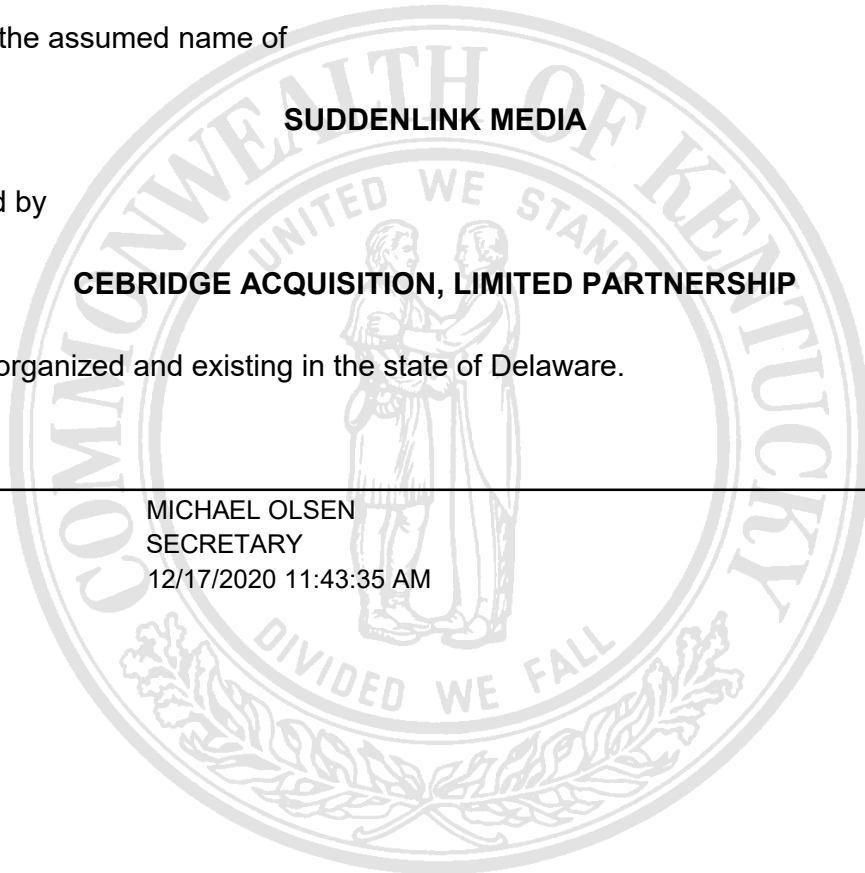 the assumed name of
SUDDENLINK MEDIA
by
CEBRIDGE ACQUISITION, LIMITED PARTNERSHIP
organized and existing in the state of Delaware.
MICHAEL OLSEN
SECRETARY
12/17/2020 11:43:35 AM
COMMONWEALTH OF KENTUCKY
UNITED WE STAND
DIVIDED WE FALL